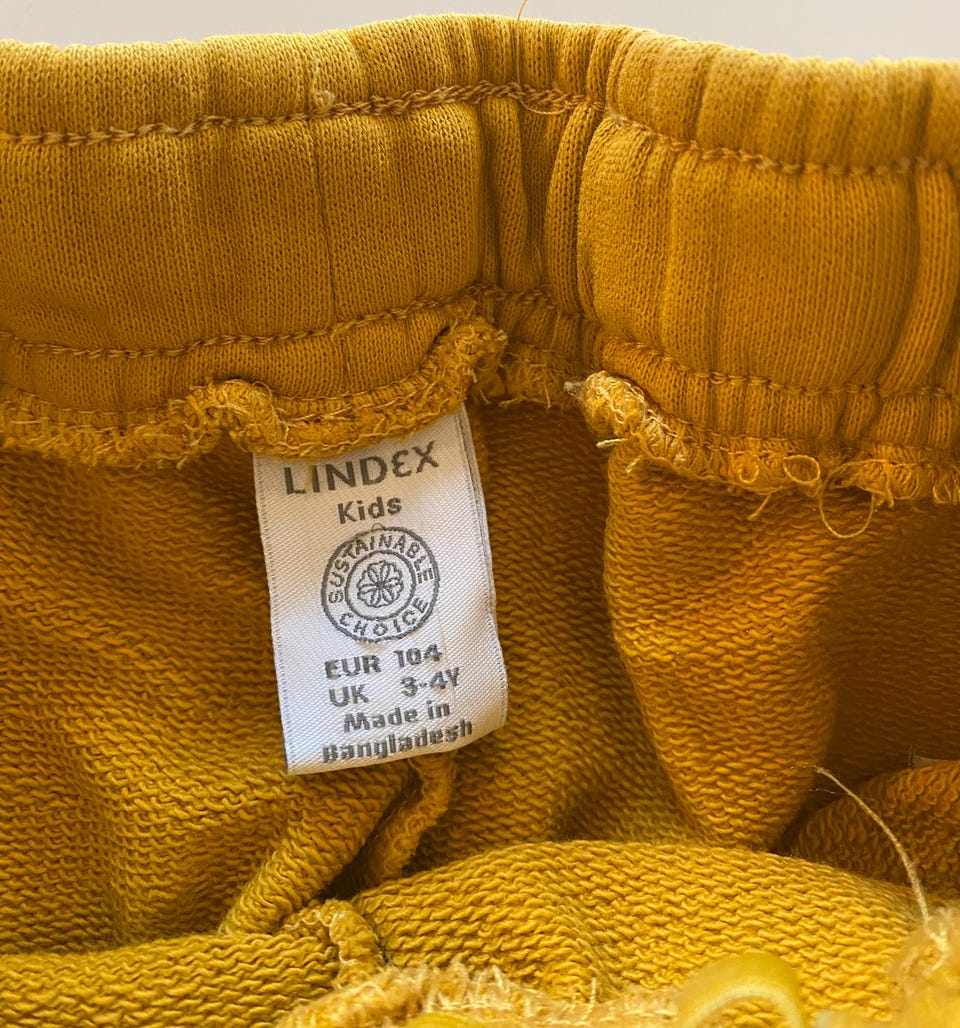 LINDEX
Kids
SUSTAINABLE
CHOICE
EUR 104
UK 3-4Y
Made in
Bangladesh